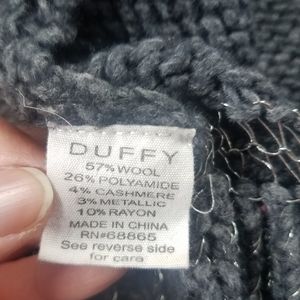 DUFFY
57% WOOL
26% POLYAMIDE
4% CASHMERE
3% METALLIC
10% RAYON
MADE IN CHINA
RN#68865
See reverse side
for care